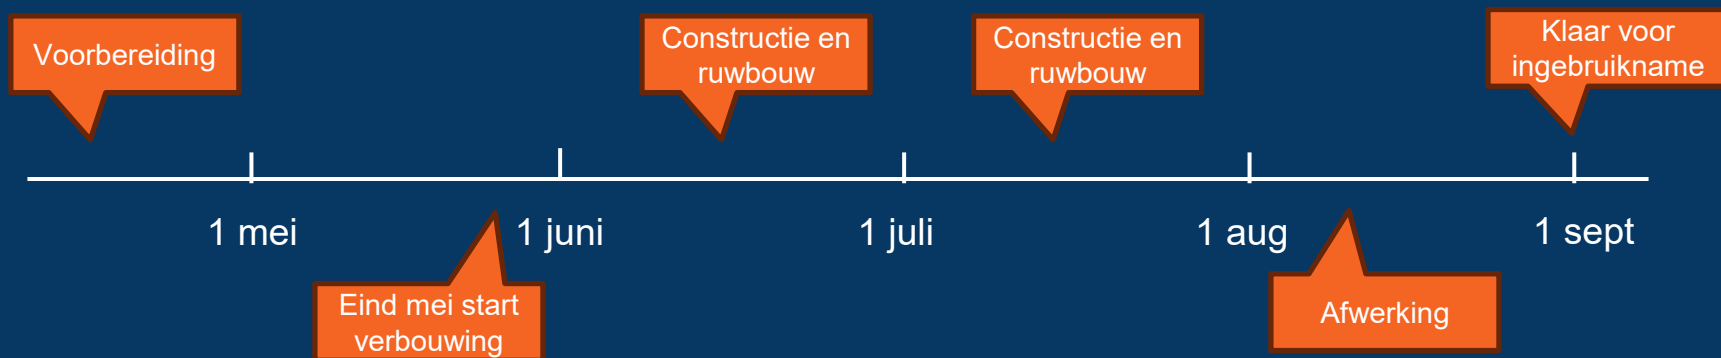 Voorbereiding
Constructie en
ruwbouw
Constructie en
ruwbouw
Klaar voor
ingebruikname
1 mei
1 juni
1 juli
1 aug
1 sept
Eind mei start
verbouwing
Afwerking